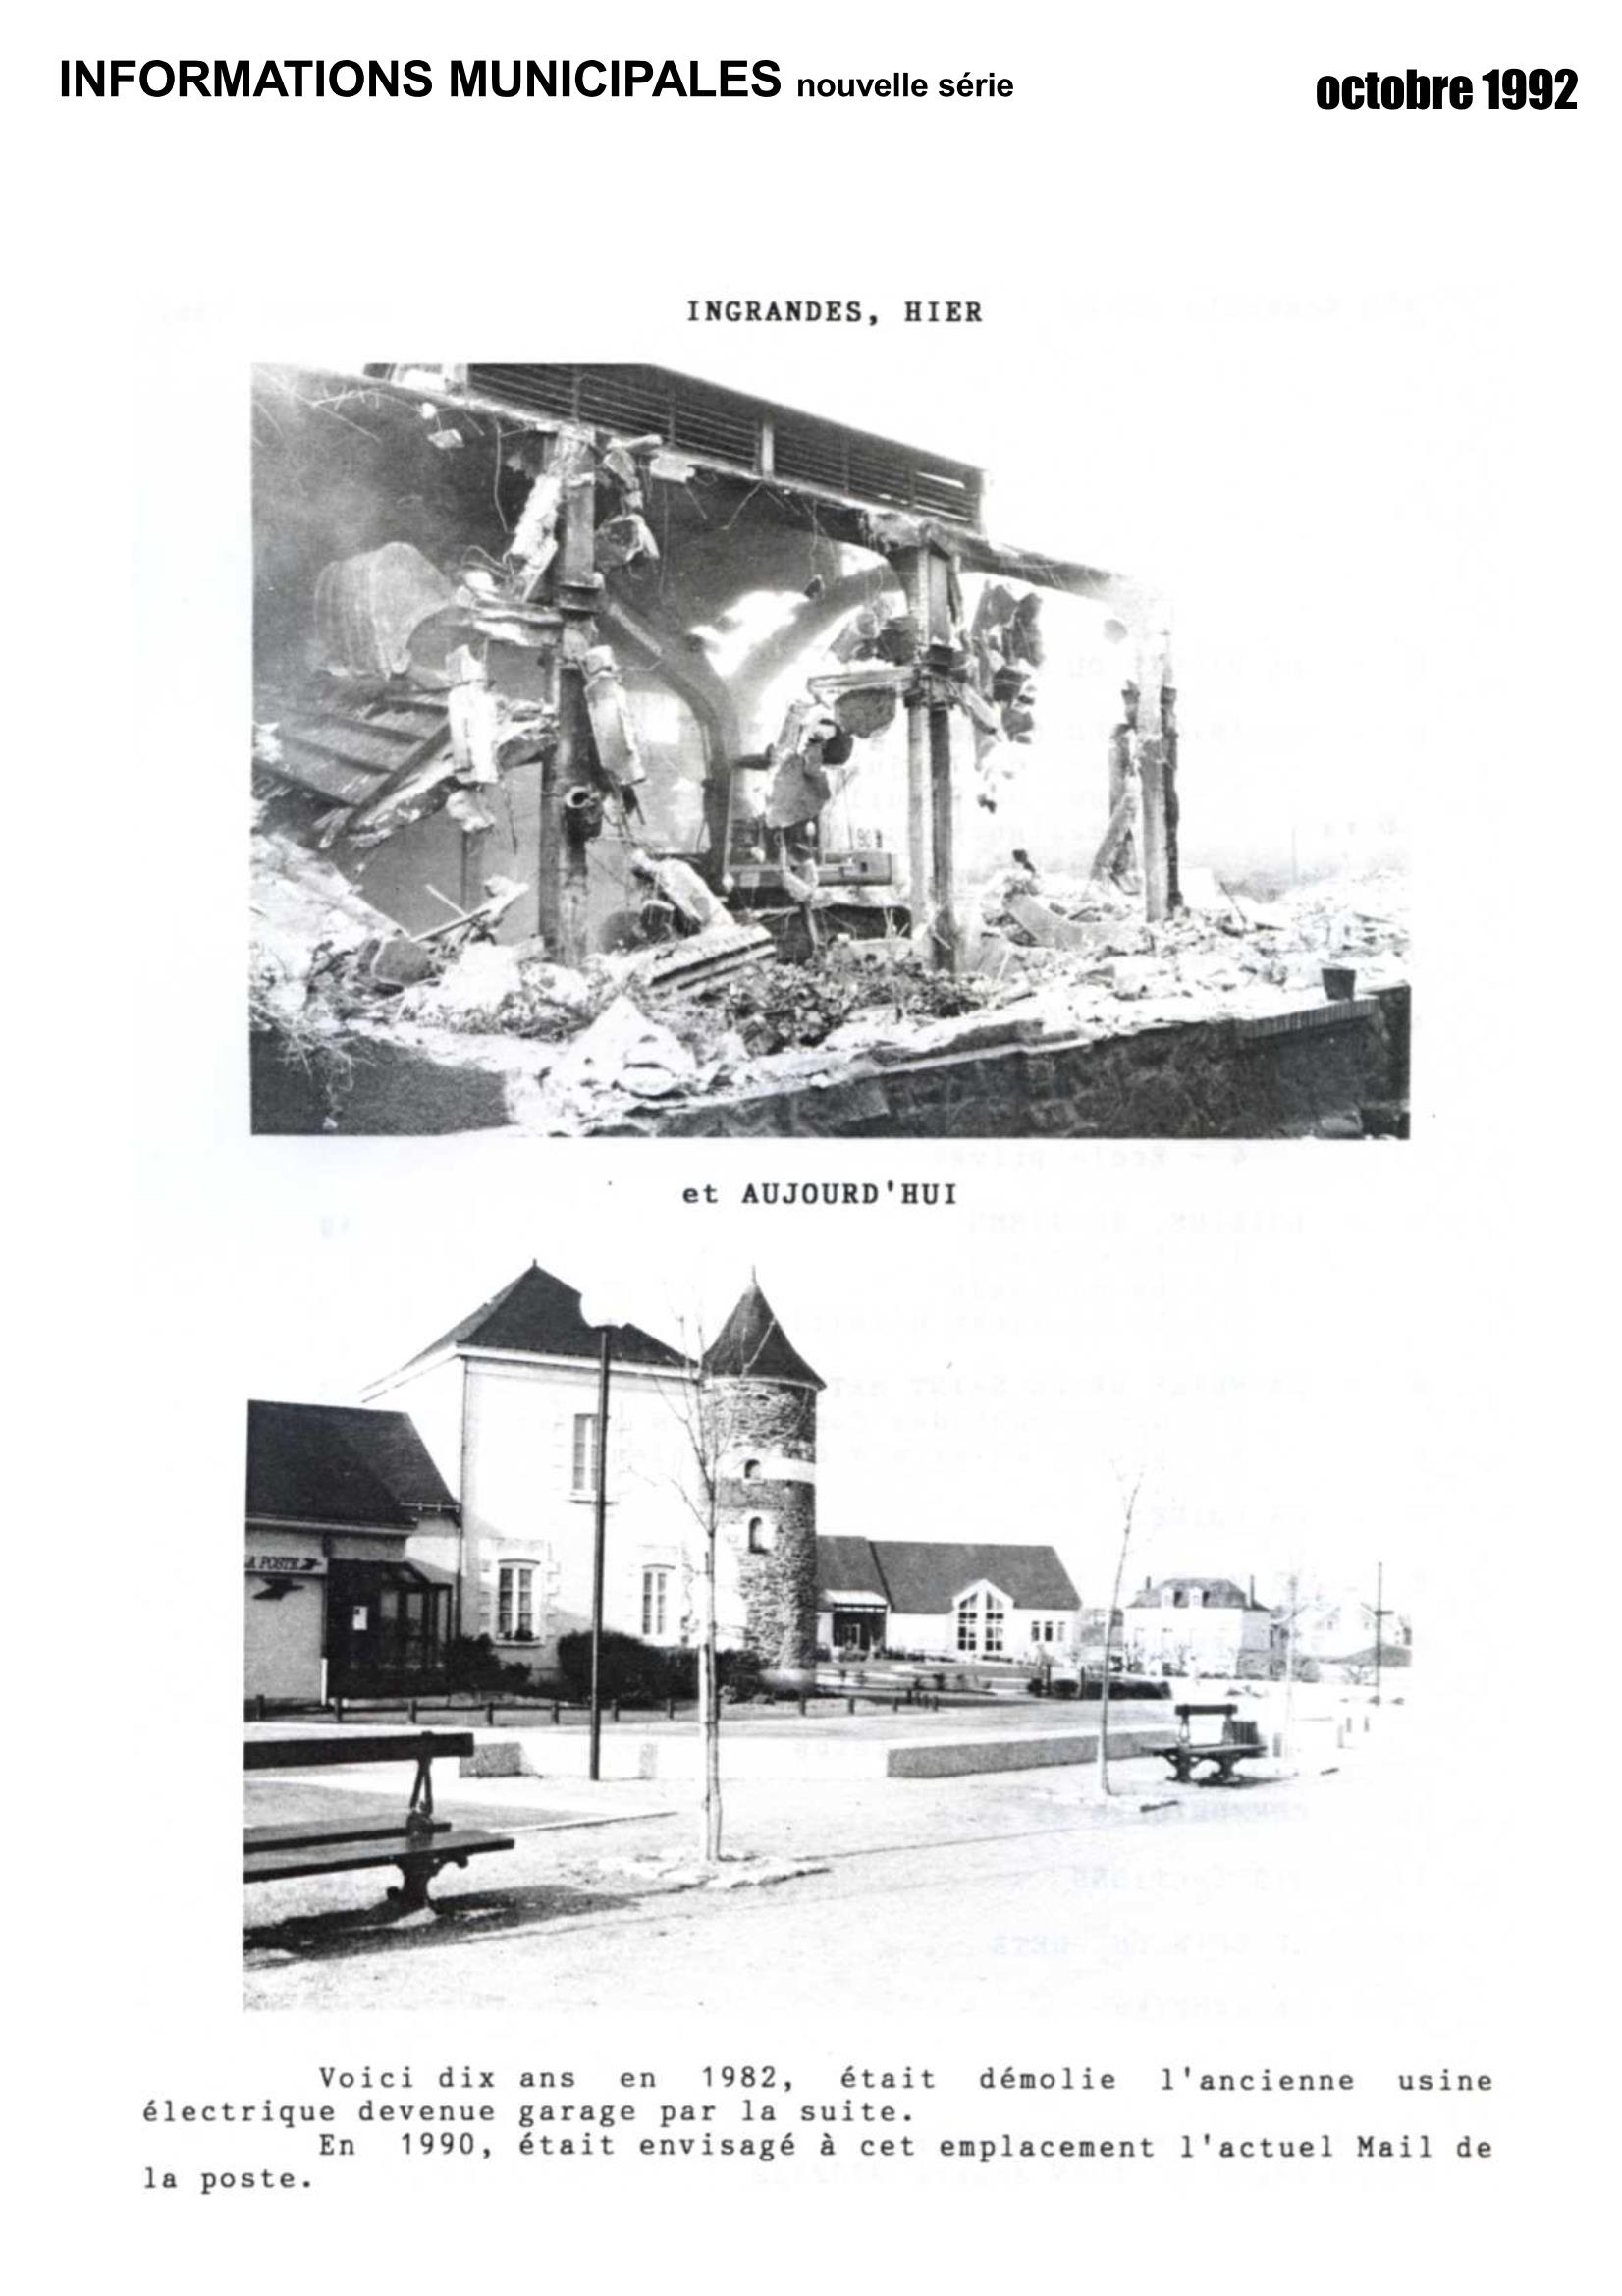 INFORMATIONS MUNICIPALES nouvelle série
octobre 1992
INGRANDES, HIER
et AUJOURD'HUI
LA POSTE
Voici dix ans en 1982, était démolie l'ancienne usine
électrique devenue garage par la suite.
En 1990, était envisagé à cet emplacement l'actuel Mail de
la poste.